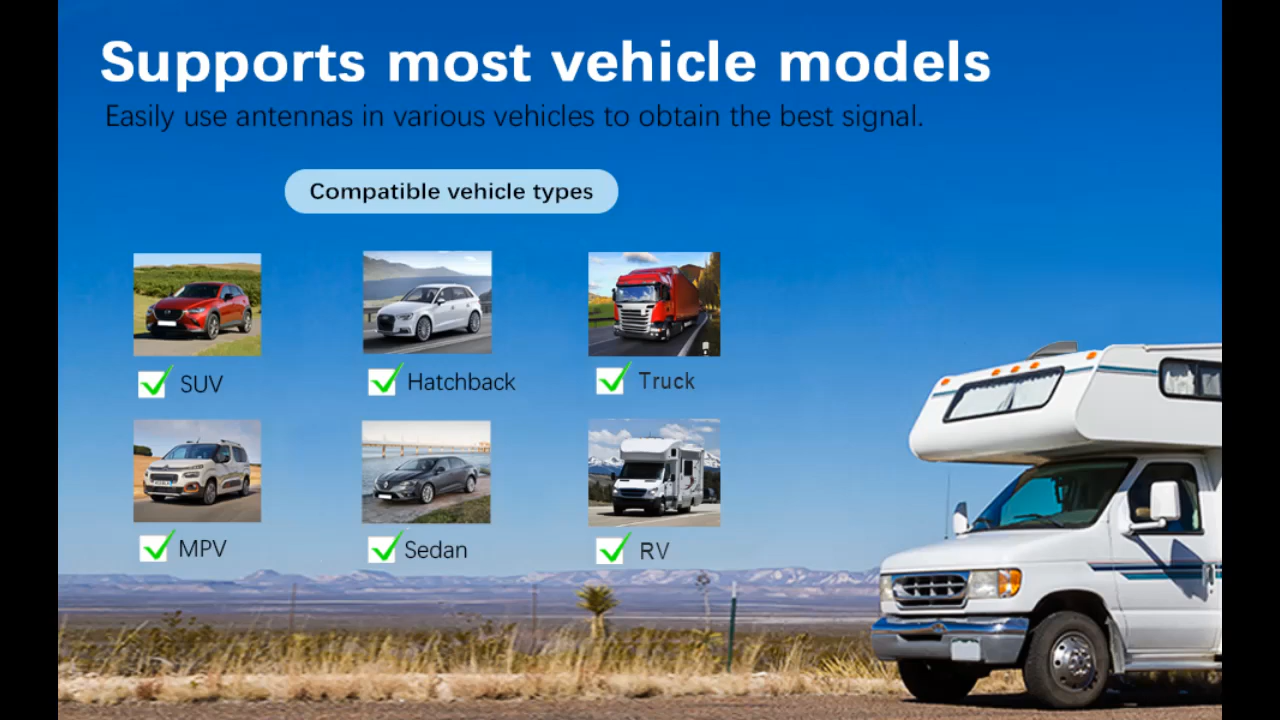 Supports most vehicle models
Easily use antennas in various vehicles to obtain the best signal.
Compatible vehicle types
SUV
Hatchback
Truck
MPV
Sedan
RV